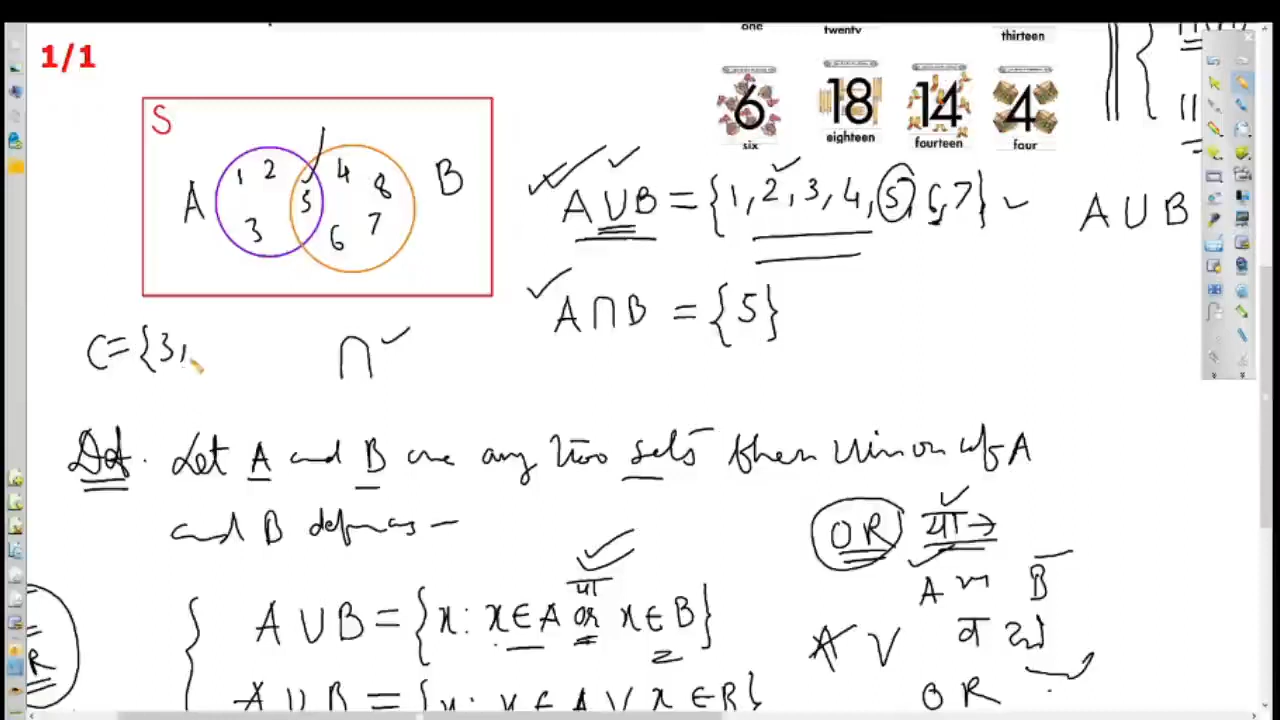 one twenty thirteen
1/1
6 18 14 4
six eighteen fourteen four
S
A 1 2 3 5 4 8 6 7 B
A∪B = {1, 2, 3, 4, 5, 6, 7}
A∪B
A∩B = {5}
C = {3,
∩
Def. Let A and B are any two sets then Union of A
and B defines –
OR या →
या
A∪B = {x : x ∈ A or x ∈ B}
A B
A ∨
OR
R
A∪B = {x : x ∈ A ∨ x ∈ B}